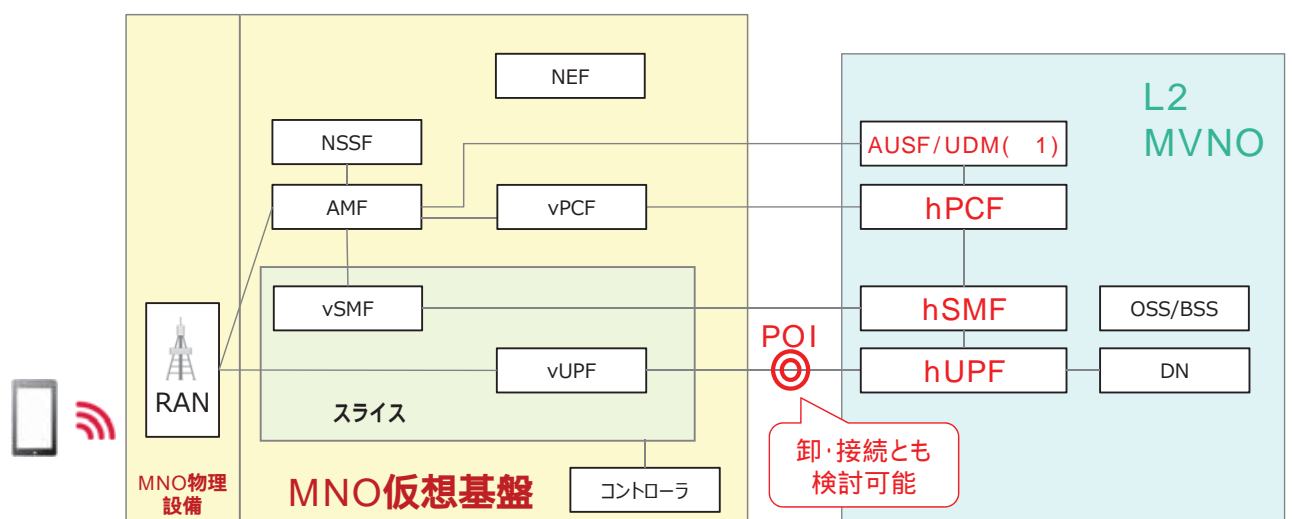 NEF
L2
MVNO
NSSF
AUSF/UDM( 1)
AMF
vPCF
hPCF
vSMF
hSMF
OSS/BSS
POI
vUPF
hUPF
DN
RAN
スライス
卸・接続とも
検討可能
MNO物理
設備
MNO仮想基盤
コントローラ